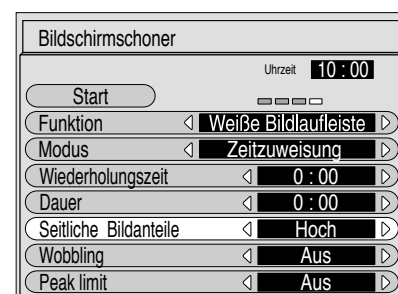 Bildschirmschoner
Uhrzeit 10 : 00
Start
Funktion Weiße Bildlaufleiste
Modus Zeitzuweisung
Wiederholungszeit 0 : 00
Dauer 0 : 00
Seitliche Bildanteile Hoch
Wobbling Aus
Peak limit Aus